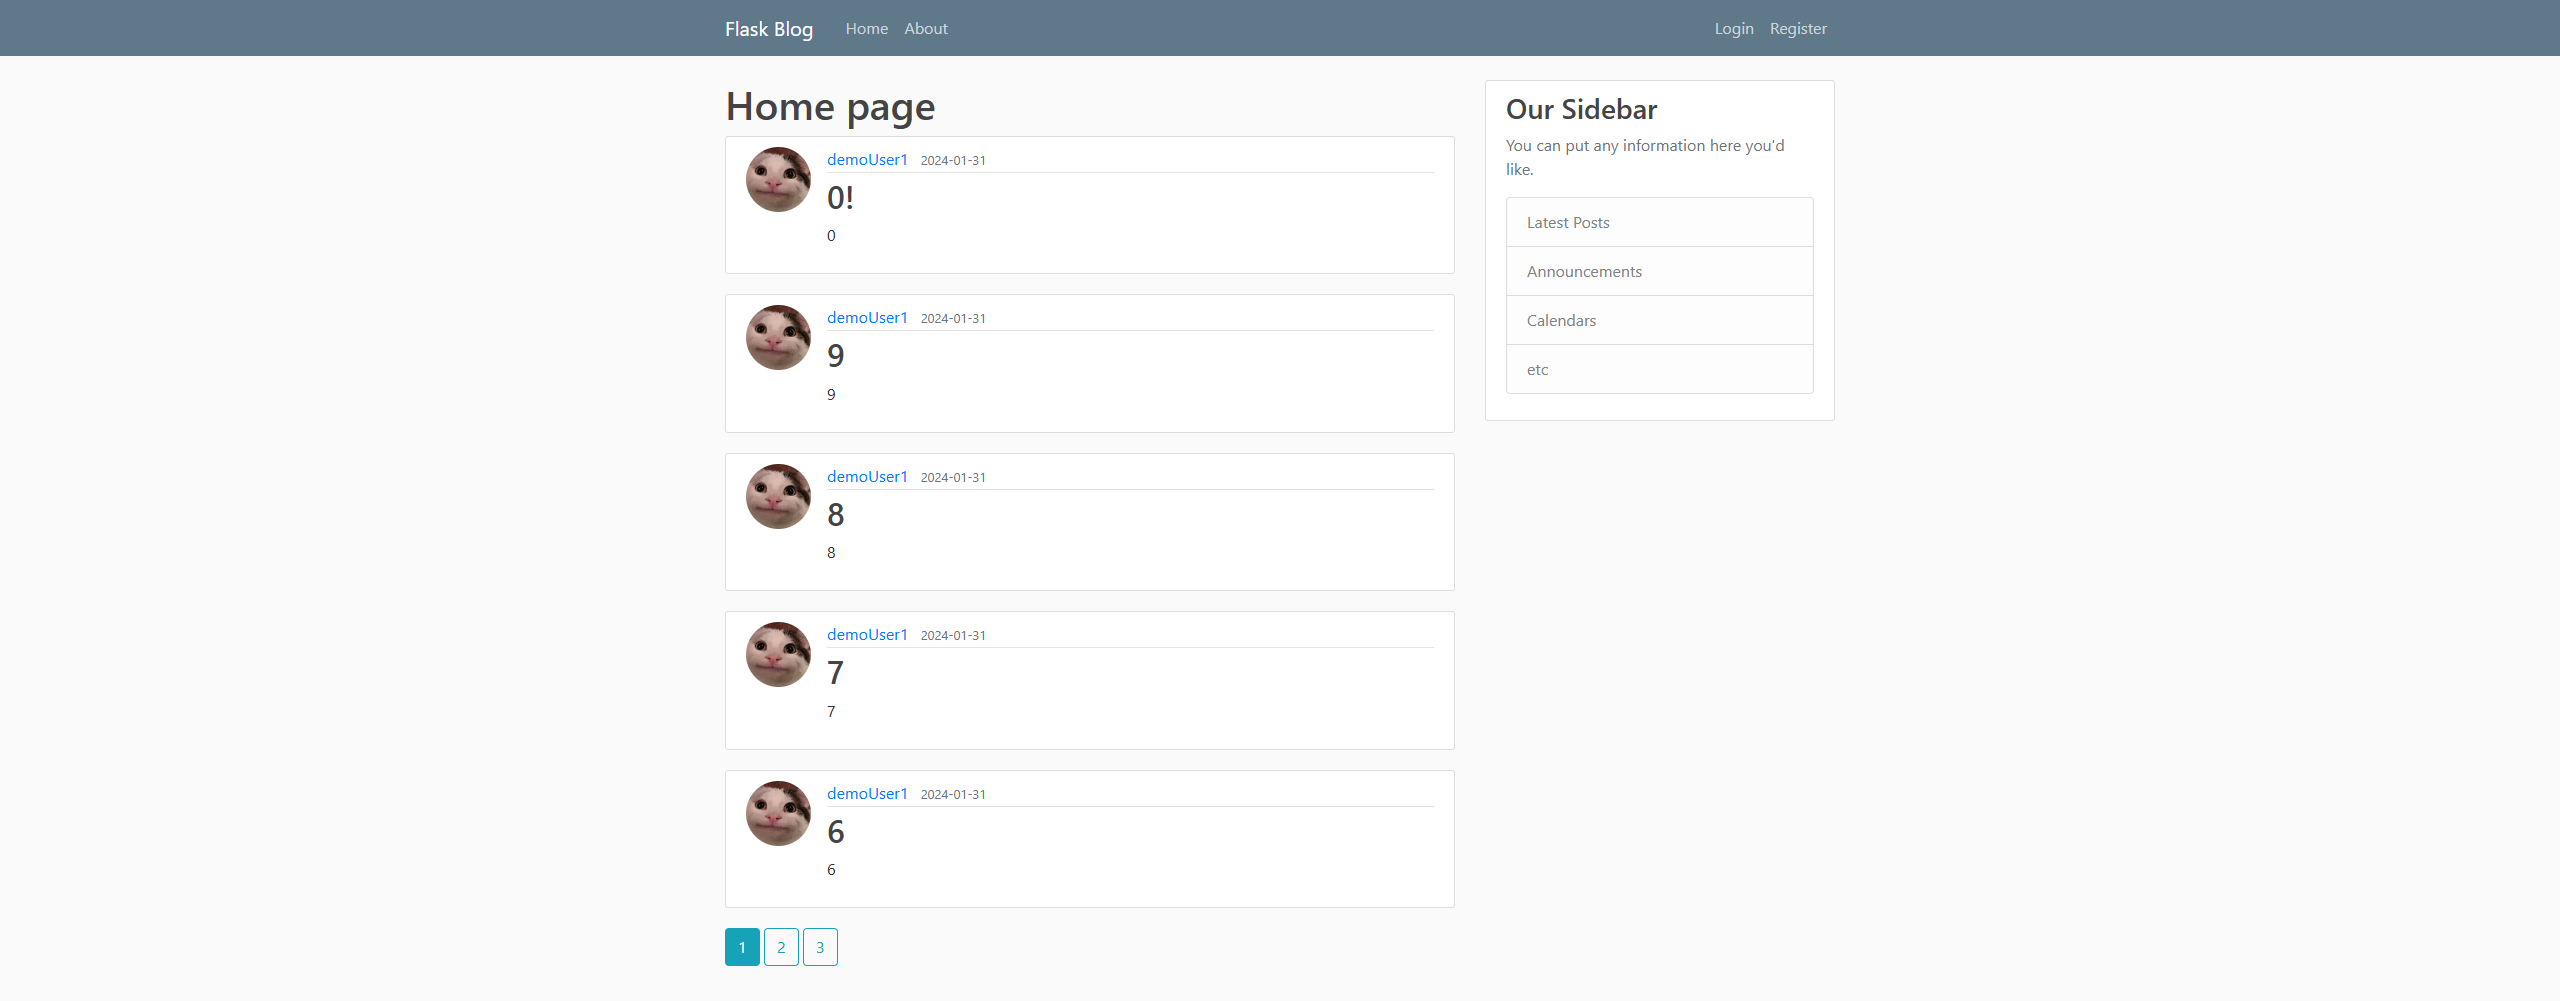 Flask Blog Home About Login Register
Home page
demoUser1 2024-01-31
0!
0
demoUser1 2024-01-31
9
9
demoUser1 2024-01-31
8
8
demoUser1 2024-01-31
7
7
demoUser1 2024-01-31
6
6
1 2 3
Our Sidebar
You can put any information here you'd
like.
Latest Posts
Announcements
Calendars
etc